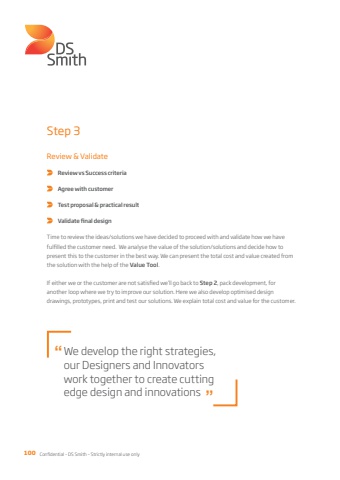 DS
Smith
Step 3
Review & Validate
Review vs Success criteria
Agree with customer
Test proposal & practical result
Validate final design
Time to review the ideas/solutions we have decided to proceed with and validate how we have
fulfilled the customer need. We analyse the value of the solution/solutions and decide how to
present this to the customer in the best way. We can present the total cost and value created from
the solution with the help of the Value Tool.
If either we or the customer are not satisfied we'll go back to Step 2, pack development, for
another loop where we try to improve our solution. Here we also develop optimised design
drawings, prototypes, print and test our solutions. We explain total cost and value for the customer.
“We develop the right strategies,
our Designers and Innovators
work together to create cutting
edge design and innovations ”
100 Confidential – DS Smith – Strictly internal use only.